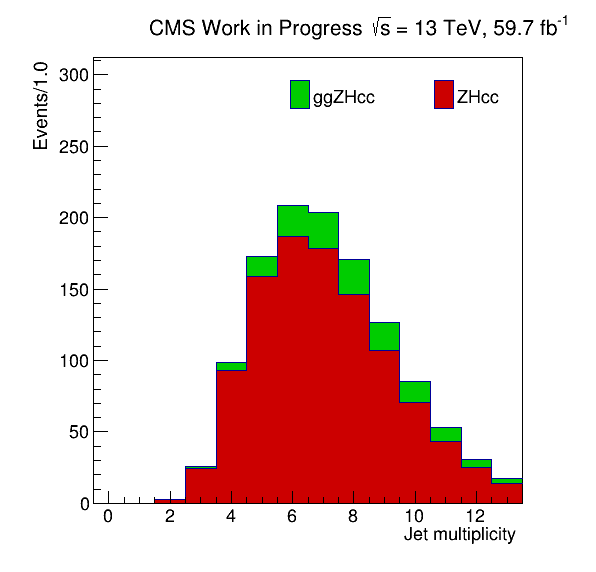 CMS Work in Progress √s = 13 TeV, 59.7 fb⁻¹
Events/1.0
300
250
200
150
100
50
0
ggZHcc
ZHcc
0 2 4 6 8 10 12
Jet multiplicity